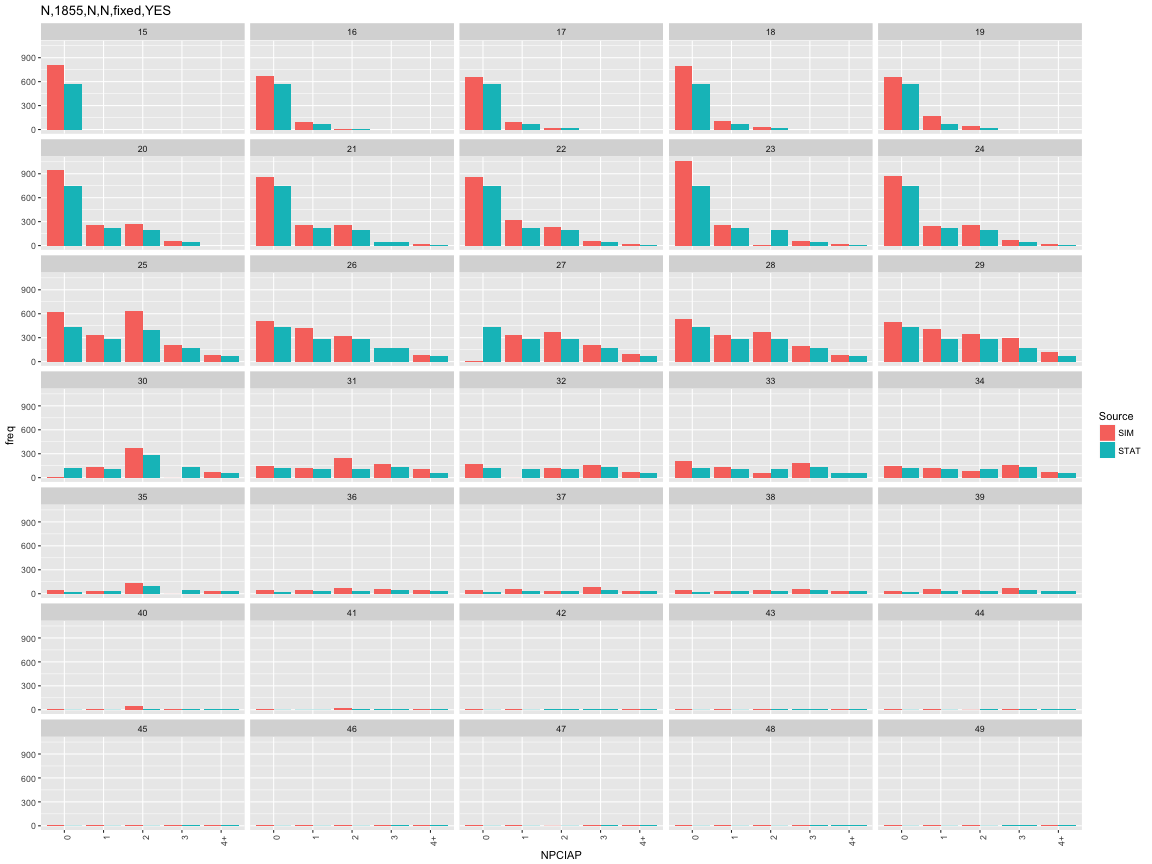 N,1855,N,N,fixed,YES
15 16 17 18 19
900
600
300
0
20 21 22 23 24
900
600
300
0
25 26 27 28 29
900
600
300
0
30 31 32 33 34
900
600
300
0
35 36 37 38 39
900
600
300
0
40 41 42 43 44
900
600
300
0
45 46 47 48 49
900
600
300
0
0 1 2 3 4+ 0 1 2 3 4+ 0 1 2 3 4+ 0 1 2 3 4+ 0 1 2 3 4+
NPCIAP
freq
Source
SIM
STAT